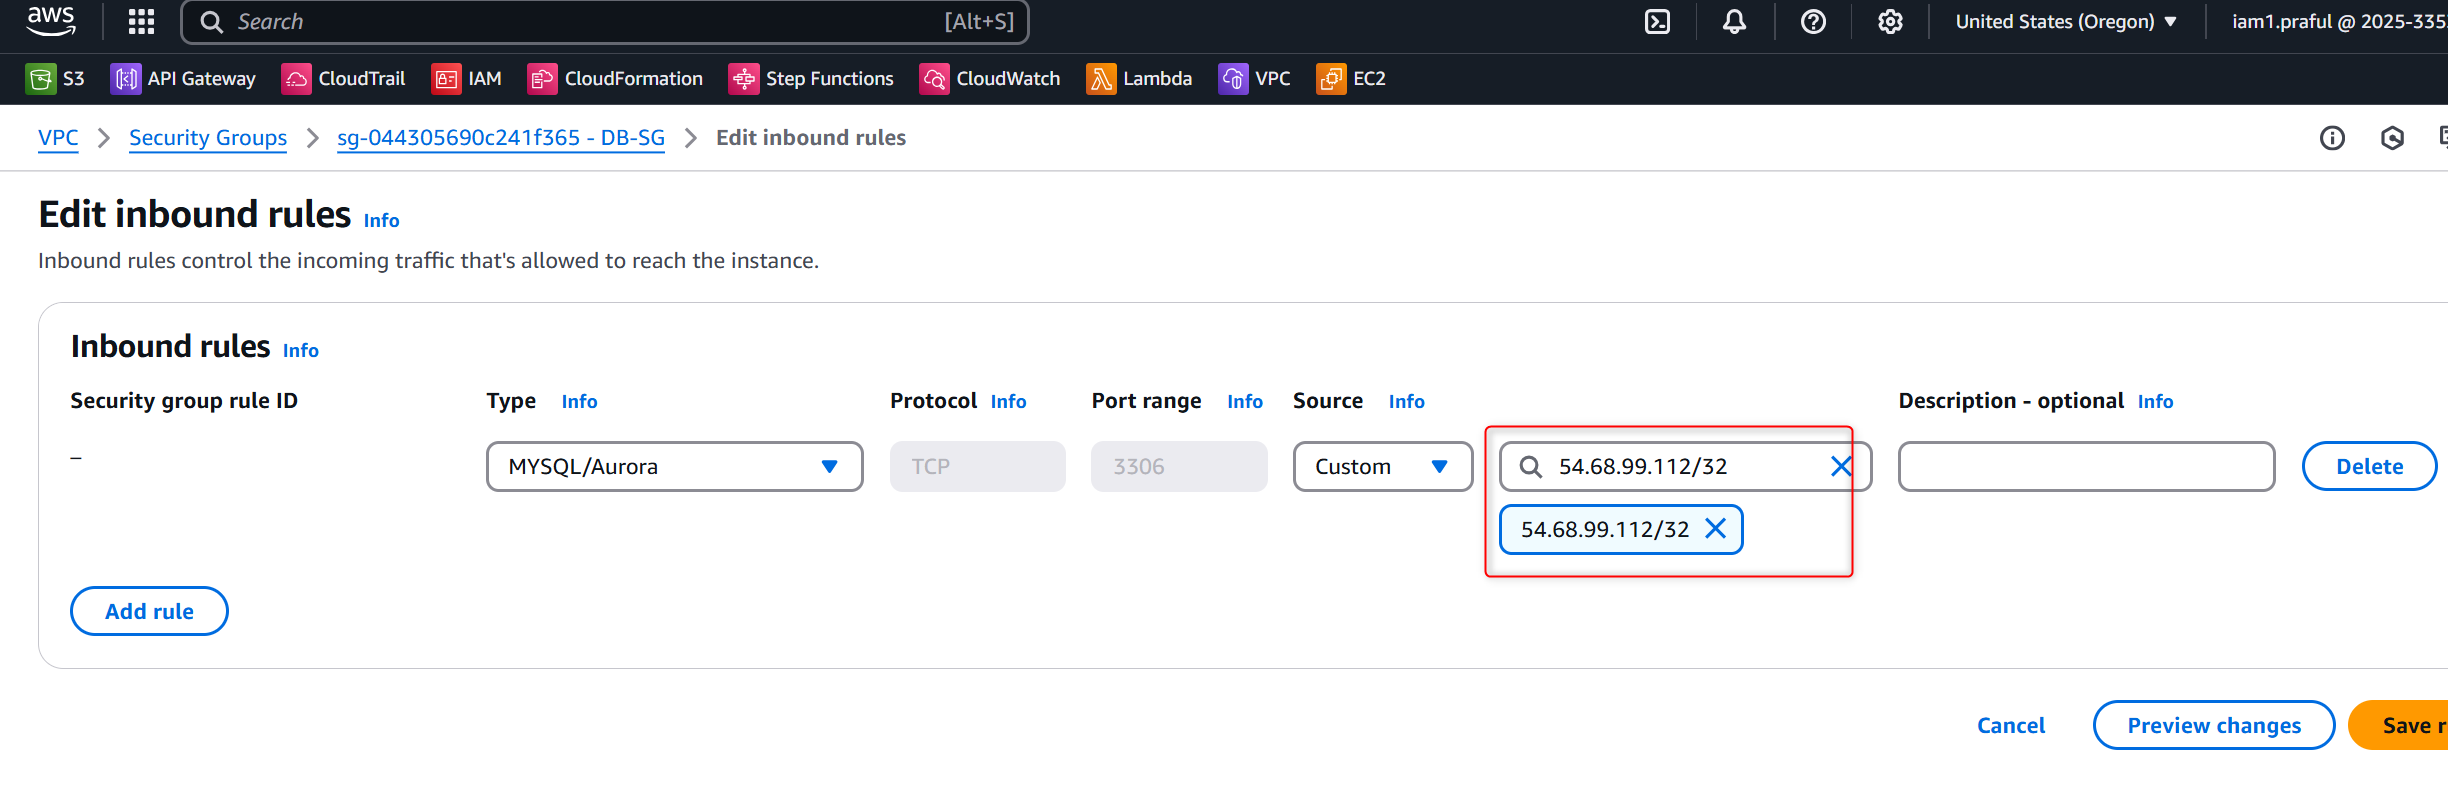 aws Search [Alt+S] United States (Oregon) iam1.praful @ 2025-335
S3 API Gateway CloudTrail IAM CloudFormation Step Functions CloudWatch Lambda VPC EC2
VPC > Security Groups > sg-044305690c241f365 - DB-SG > Edit inbound rules
Edit inbound rules Info
Inbound rules control the incoming traffic that's allowed to reach the instance.
Inbound rules Info
Security group rule ID Type Info Protocol Info Port range Info Source Info Description - optional Info
– MYSQL/Aurora TCP 3306 Custom 54.68.99.112/32 Delete
54.68.99.112/32
Add rule
Cancel Preview changes Save r